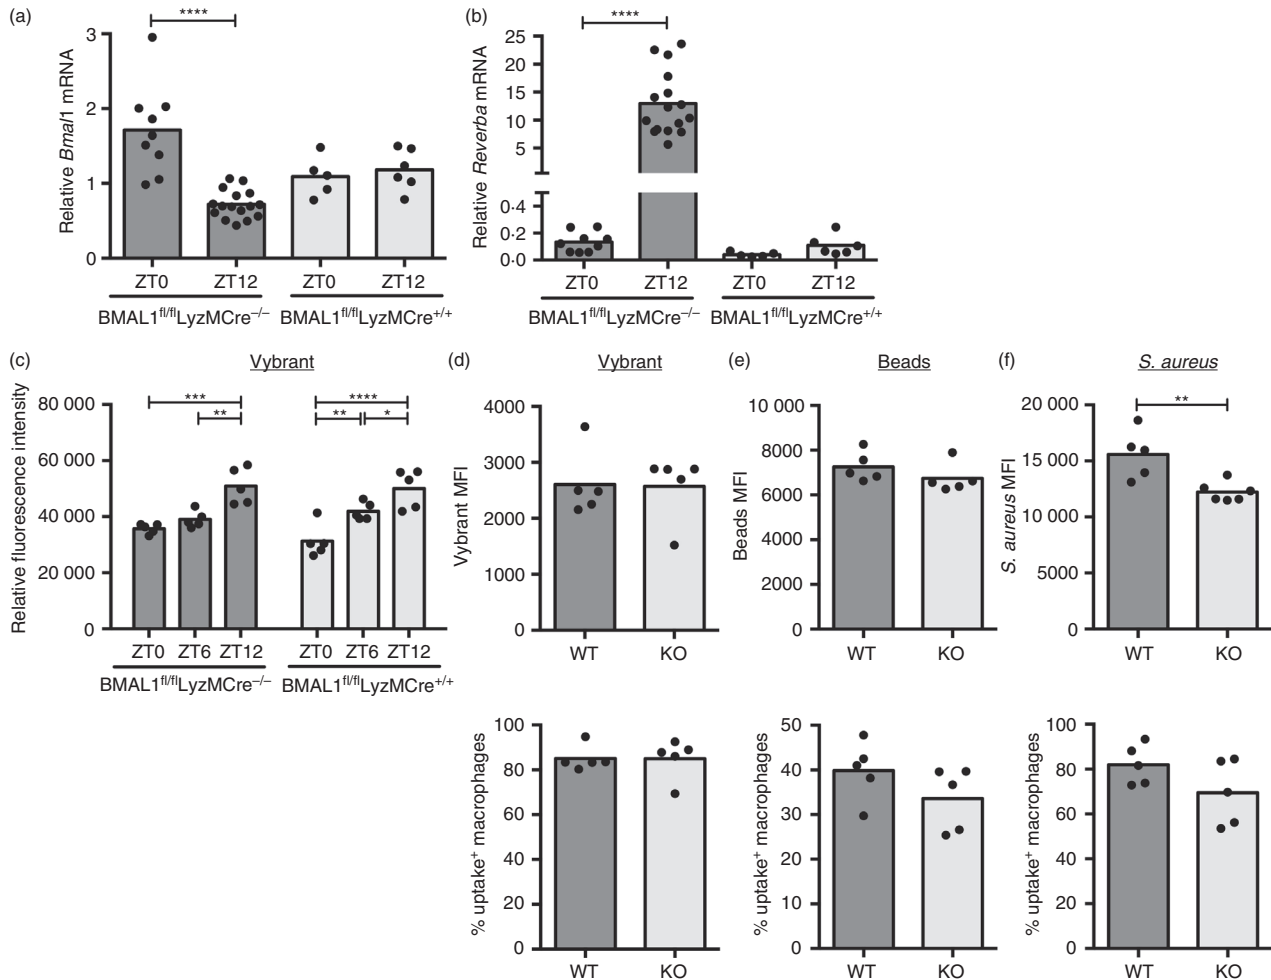 (a)
****
Relative Bmal1 mRNA
3
2
1
0
ZT0 ZT12 ZT0 ZT12
BMAL1fl/flLyzMCre–/– BMAL1fl/flLyzMCre+/+
(b)
****
Relative Reverba mRNA
25
20
15
10
5
0·4
0·2
0·0
ZT0 ZT12 ZT0 ZT12
BMAL1fl/flLyzMCre–/– BMAL1fl/flLyzMCre+/+
(c)
Vybrant
Relative fluorescence intensity
80 000
60 000
40 000
20 000
0
***
**
****
** *
ZT0 ZT6 ZT12 ZT0 ZT6 ZT12
BMAL1fl/flLyzMCre–/– BMAL1fl/flLyzMCre+/+
(d)
Vybrant
Vybrant MFI
4000
3000
2000
1000
0
WT KO
% uptake+ macrophages
100
80
60
40
20
0
WT KO
(e)
Beads
Beads MFI
10 000
8000
6000
4000
2000
0
WT KO
% uptake+ macrophages
50
40
30
20
10
0
WT KO
(f)
S. aureus
S. aureus MFI
20 000
15 000
10 000
5000
0
**
WT KO
% uptake+ macrophages
100
80
60
40
20
0
WT KO